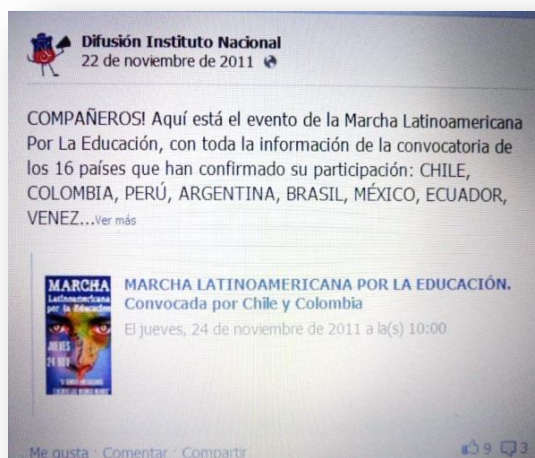 Difusión Instituto Nacional
22 de noviembre de 2011
COMPAÑEROS! Aquí está el evento de la Marcha Latinoamericana
Por La Educación, con toda la información de la convocatoria de
los 16 países que han confirmado su participación: CHILE,
COLOMBIA, PERÚ, ARGENTINA, BRASIL, MÉXICO, ECUADOR,
VENEZ...Ver más
MARCHA
Latinoamericana
por la Educación
JUEVES
24 NOV
MARCHA LATINOAMERICANA POR LA EDUCACIÓN.
Convocada por Chile y Colombia
El jueves, 24 de noviembre de 2011 a la(s) 10:00
Me gusta · Comentar · Compartir
9 3